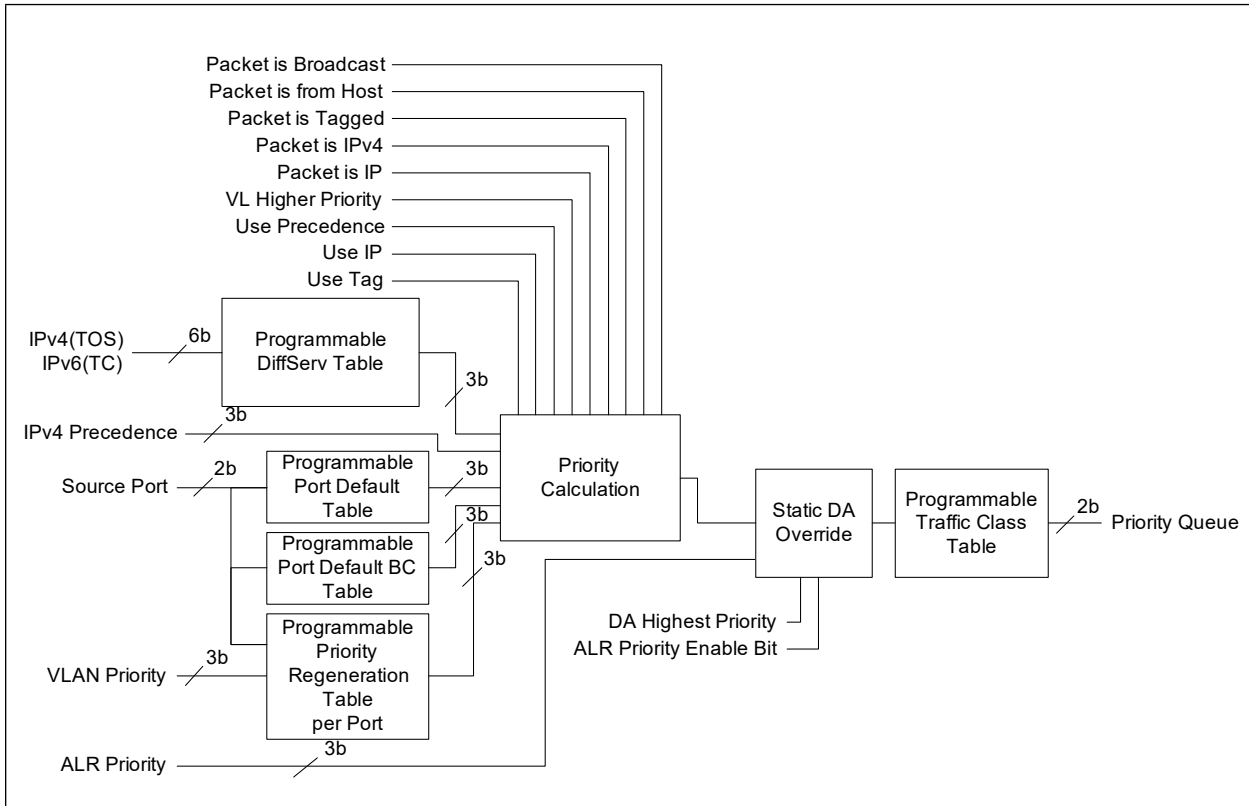 Packet is Broadcast
Packet is from Host
Packet is Tagged
Packet is IPv4
Packet is IP
VL Higher Priority
Use Precedence
Use IP
Use Tag
IPv4(TOS)
IPv6(TC)
6b
Programmable
DiffServ Table
3b
IPv4 Precedence
3b
Source Port
2b
Programmable
Port Default
Table
3b
Programmable
Port Default BC
Table
3b
VLAN Priority
3b
Programmable
Priority
Regeneration
Table
per Port
3b
ALR Priority
3b
Priority
Calculation
Static DA
Override
DA Highest Priority
ALR Priority Enable Bit
Programmable
Traffic Class
Table
2b
Priority Queue